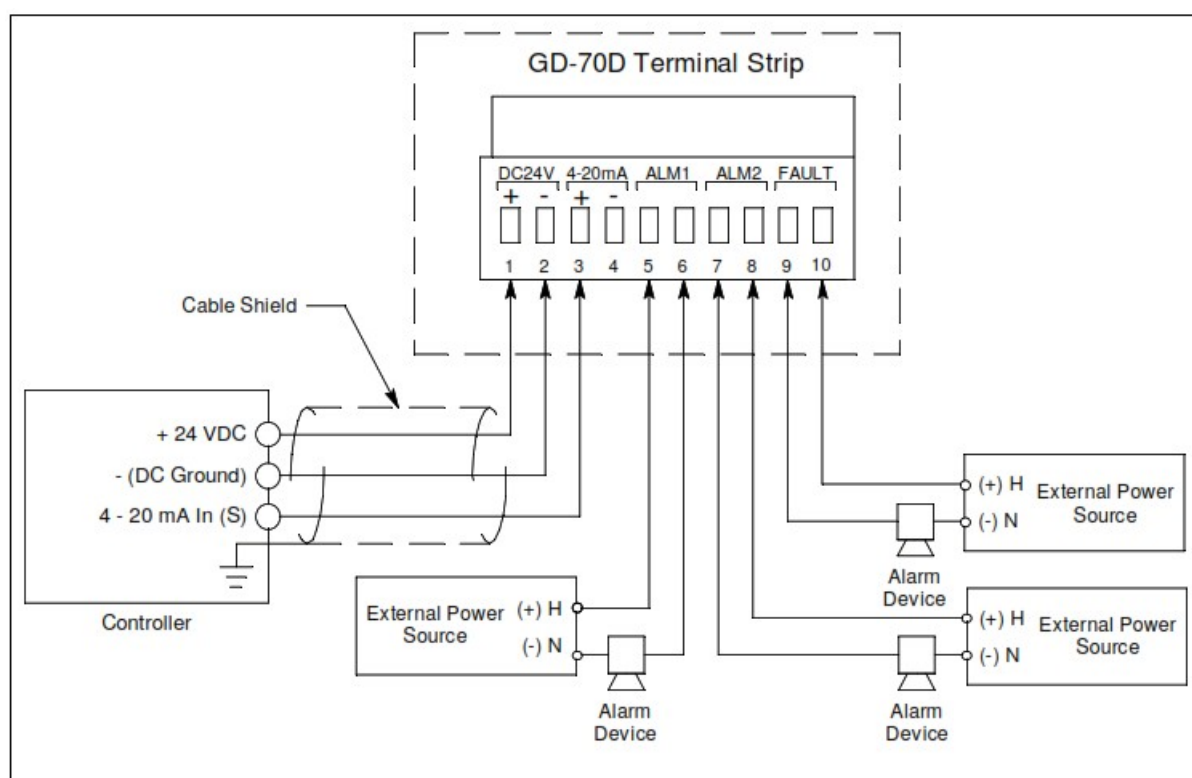 GD-70D Terminal Strip
DC24V 4-20mA ALM1 ALM2 FAULT
+ - + -
1 2 3 4 5 6 7 8 9 10
Cable Shield
+ 24 VDC
- (DC Ground)
4 - 20 mA In (S)
Controller
External Power
Source
(+) H
(-) N
Alarm
Device
(+) H
(-) N
External Power
Source
Alarm
Device
(+) H
(-) N
External Power
Source
Alarm
Device